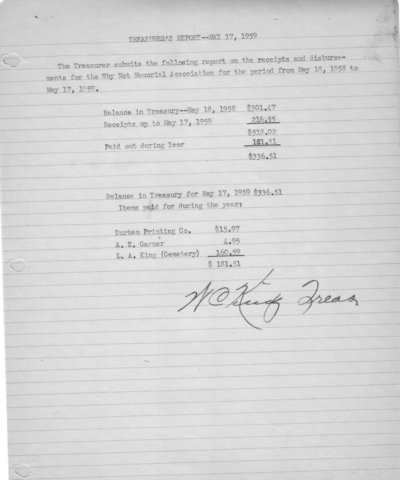 TREASURER'S REPORT--MAY 17, 1959
The Treasurer submits the following report on the receipts and disburse-
ments for the Why Not Memorial Association for the period from May 18, 1958 to
May 17, 1959.
Balance in Treasury--May 18, 1958 $301.47
Receipts up to May 17, 1959 216.55
$518.02
Paid out during Year 181.51
$336.51
Balance in Treasury for May 17, 1959 $336.51
Items paid for during the year:
Durham Printing Co. $15.97
A. E. Garner 4.95
L. A. King (Cemetery) 160.59
$ 181.51
W C King Treas